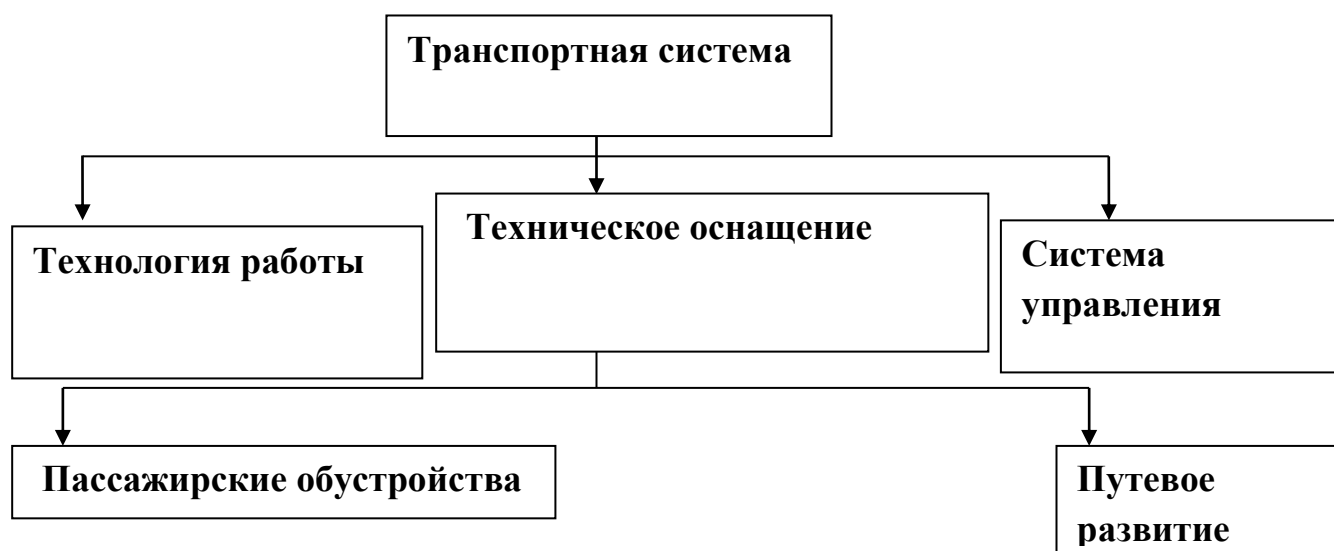 Транспортная система
Техническое оснащение
Технология работы
Система
управления
Пассажирские обустройства
Путевое
развитие